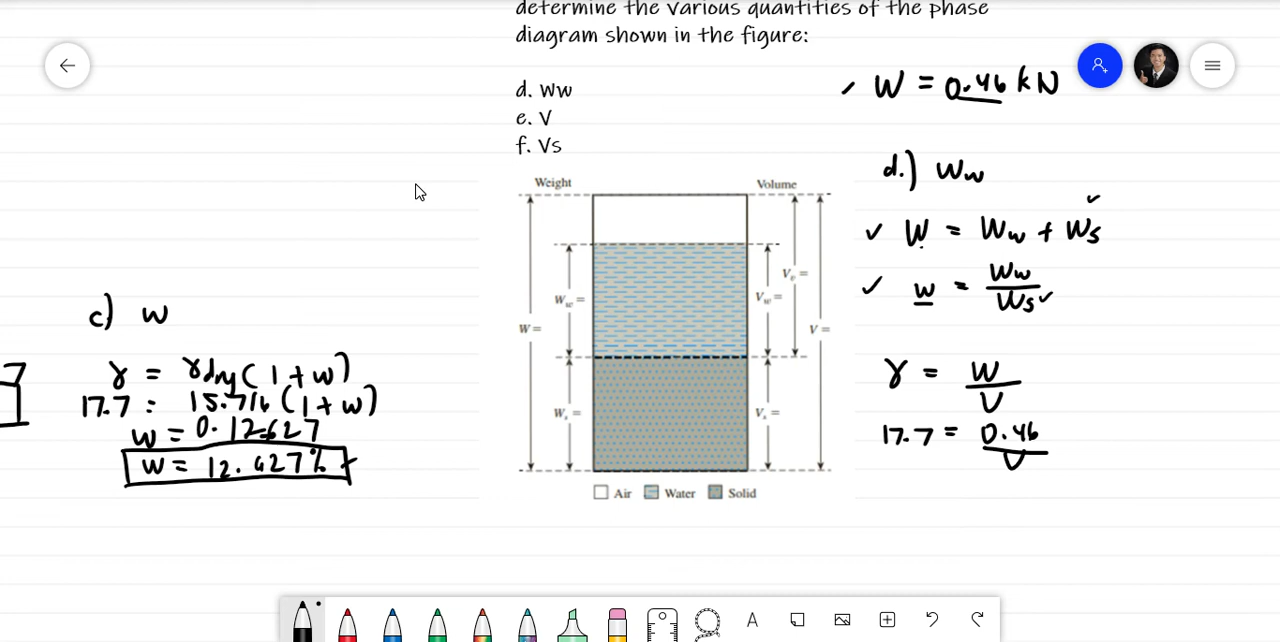 determine the various quantities of the phase
diagram shown in the figure:
d. Ww
e. V
f. Vs
Weight
Volume
Ww =
Vw =
Vv =
W =
V =
Ws =
Vs =
Air
Water
Solid
c.) w
γ = γdry(1 + w)
17.7 = 15.716(1 + w)
w = 0.12627
w = 12.627%
7
✓ W = 0.46 kN
d.) Ww
✓ W = Ww + Ws ✓
✓ w = Ww/Ws ✓
γ = W/V
17.7 = 0.46/V
A